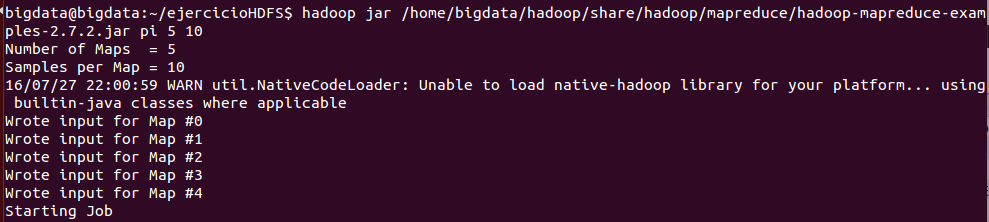 bigdata@bigdata:~/ejercicioHDFS$ hadoop jar /home/bigdata/hadoop/share/hadoop/mapreduce/hadoop-mapreduce-exam
ples-2.7.2.jar pi 5 10
Number of Maps  = 5
Samples per Map = 10
16/07/27 22:00:59 WARN util.NativeCodeLoader: Unable to load native-hadoop library for your platform... using
 builtin-java classes where applicable
Wrote input for Map #0
Wrote input for Map #1
Wrote input for Map #2
Wrote input for Map #3
Wrote input for Map #4
Starting Job